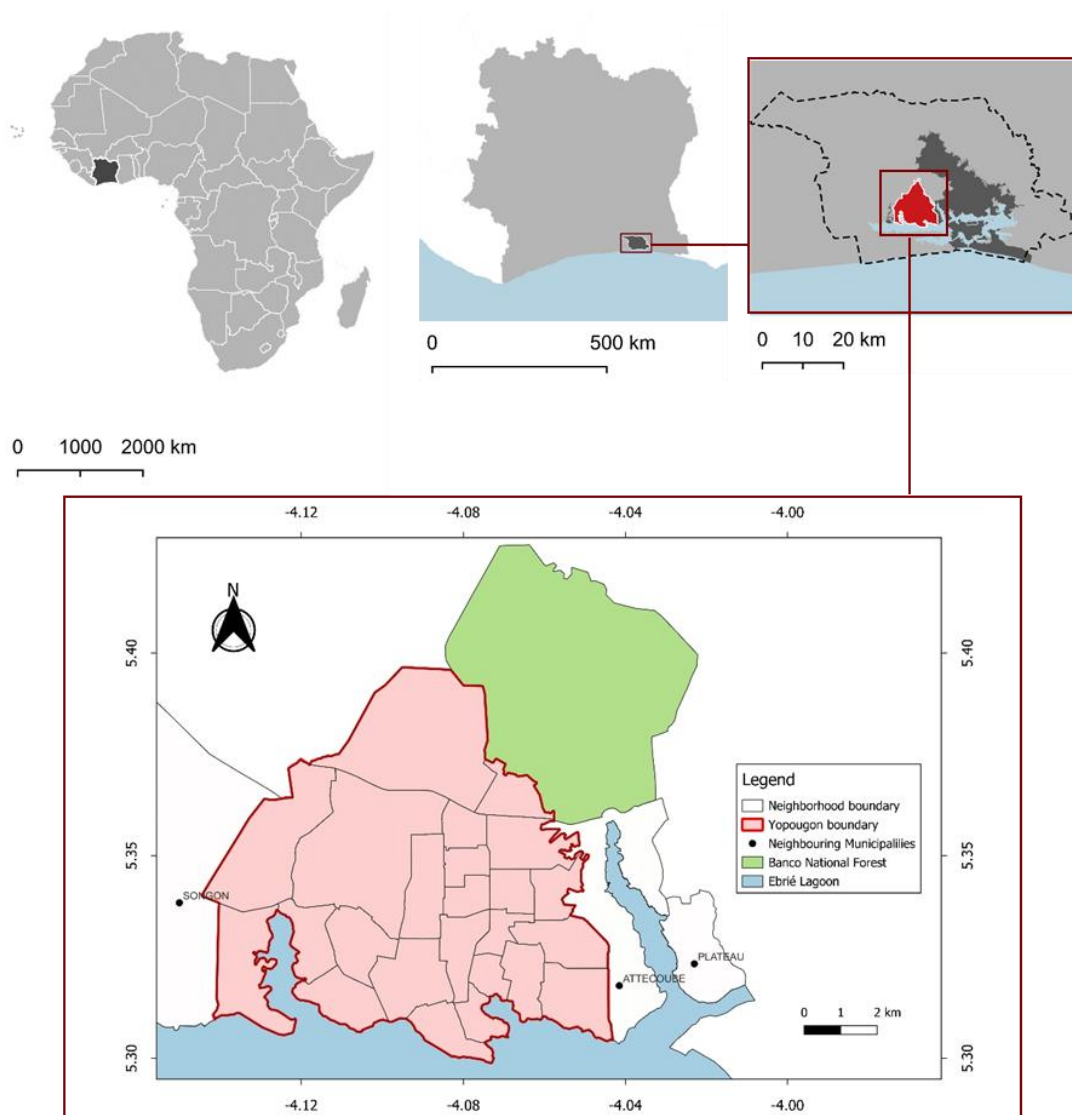 0 500 km
0 10 20 km
0 1000 2000 km
-4.12 -4.08 -4.04 -4.00
N
5.40 5.40
Legend
Neighborhood boundary
Yopougon boundary
Neighbouring Municipalilies
Banco National Forest
Ebrié Lagoon
5.35 5.35
SONGON
PLATEAU
ATTECOUBE
0 1 2 km
5.30 5.30
-4.12 -4.08 -4.04 -4.00